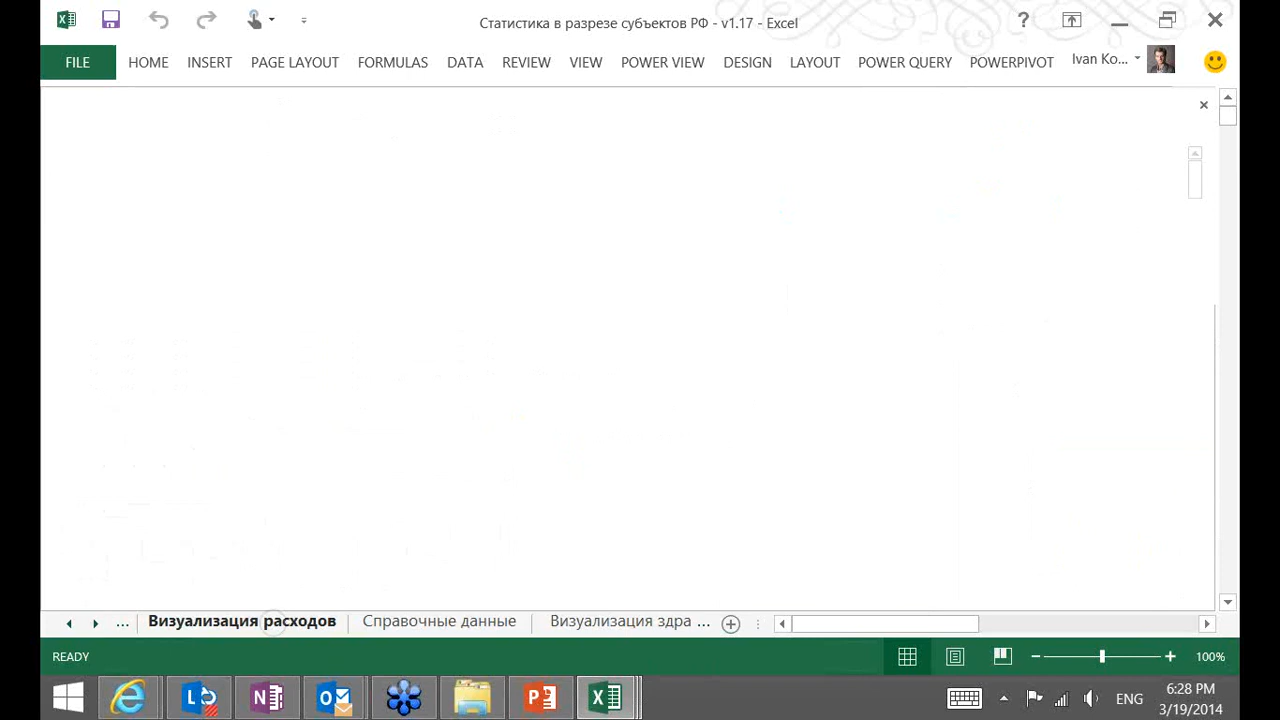 Статистика в разрезе субъектов РФ - v1.17 - Excel
FILE HOME INSERT PAGE LAYOUT FORMULAS DATA REVIEW VIEW POWER VIEW DESIGN LAYOUT POWER QUERY POWERPIVOT Ivan Ko...
... Визуализация расходов Справочные данные Визуализация здра ...
READY 100%
ENG 6:28 PM
3/19/2014